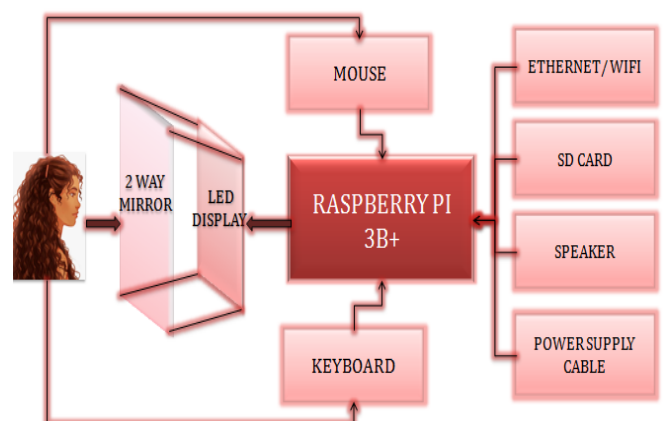 MOUSE
ETHERNET/WIFI
SD CARD
2 WAY
MIRROR
LED
DISPLAY
RASPBERRY PI
3B+
SPEAKER
KEYBOARD
POWER SUPPLY
CABLE